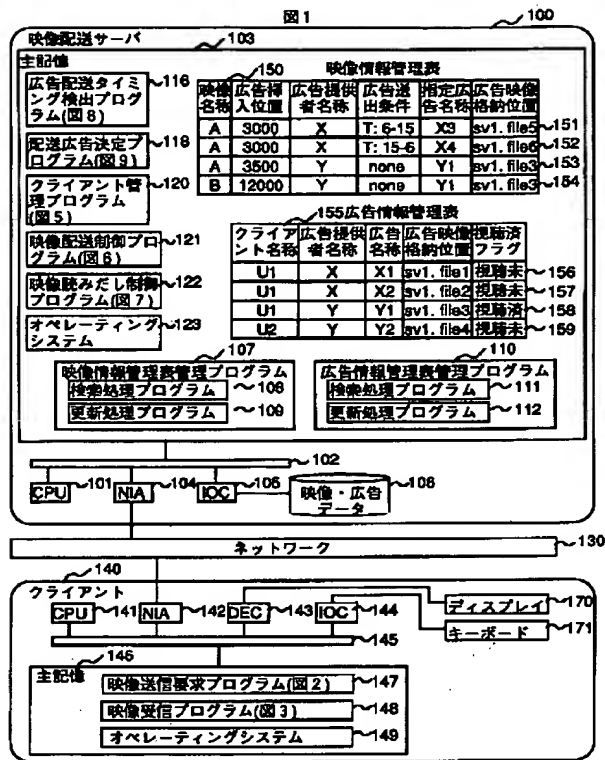 図1
100
映像配送サーバ
103
主記憶
広告配送タイミング検出プログラム(図8)
116
配送広告決定プログラム(図9)
118
クライアント管理プログラム(図5)
120
映像配送制御プログラム(図6)
121
映像読みだし制御プログラム(図7)
122
オペレーティングシステム
123
150
映像情報管理表
映像名称 広告挿入位置 広告提供者名称 広告送出条件 指定広告名称 広告映像格納位置
A 3000 X T: 6-15 X3 sv1.file5 151
A 3000 X T: 15-6 X4 sv1.file6 152
A 3500 Y none Y1 sv1.file3 153
B 12000 Y none Y1 sv1.file3 154
155広告情報管理表
クライアント名称 広告提供者名称 広告名称 広告映像格納位置 視聴済フラグ
U1 X X1 sv1.file1 視聴未 156
U1 X X2 sv1.file2 視聴未 157
U1 Y Y1 sv1.file3 視聴済 158
U2 Y Y2 sv1.file4 視聴未 159
107
映像情報管理表管理プログラム
検索処理プログラム 108
更新処理プログラム 109
110
広告情報管理表管理プログラム
検索処理プログラム 111
更新処理プログラム 112
102
CPU 101 NIA 104 IOC 105 映像・広告データ 106
ネットワーク 130
140
クライアント
CPU 141 NIA 142 DEC 143 IOC 144
ディスプレイ 170
キーボード 171
145
146
主記憶
映像送信要求プログラム(図2) 147
映像受信プログラム(図3) 148
オペレーティングシステム 149